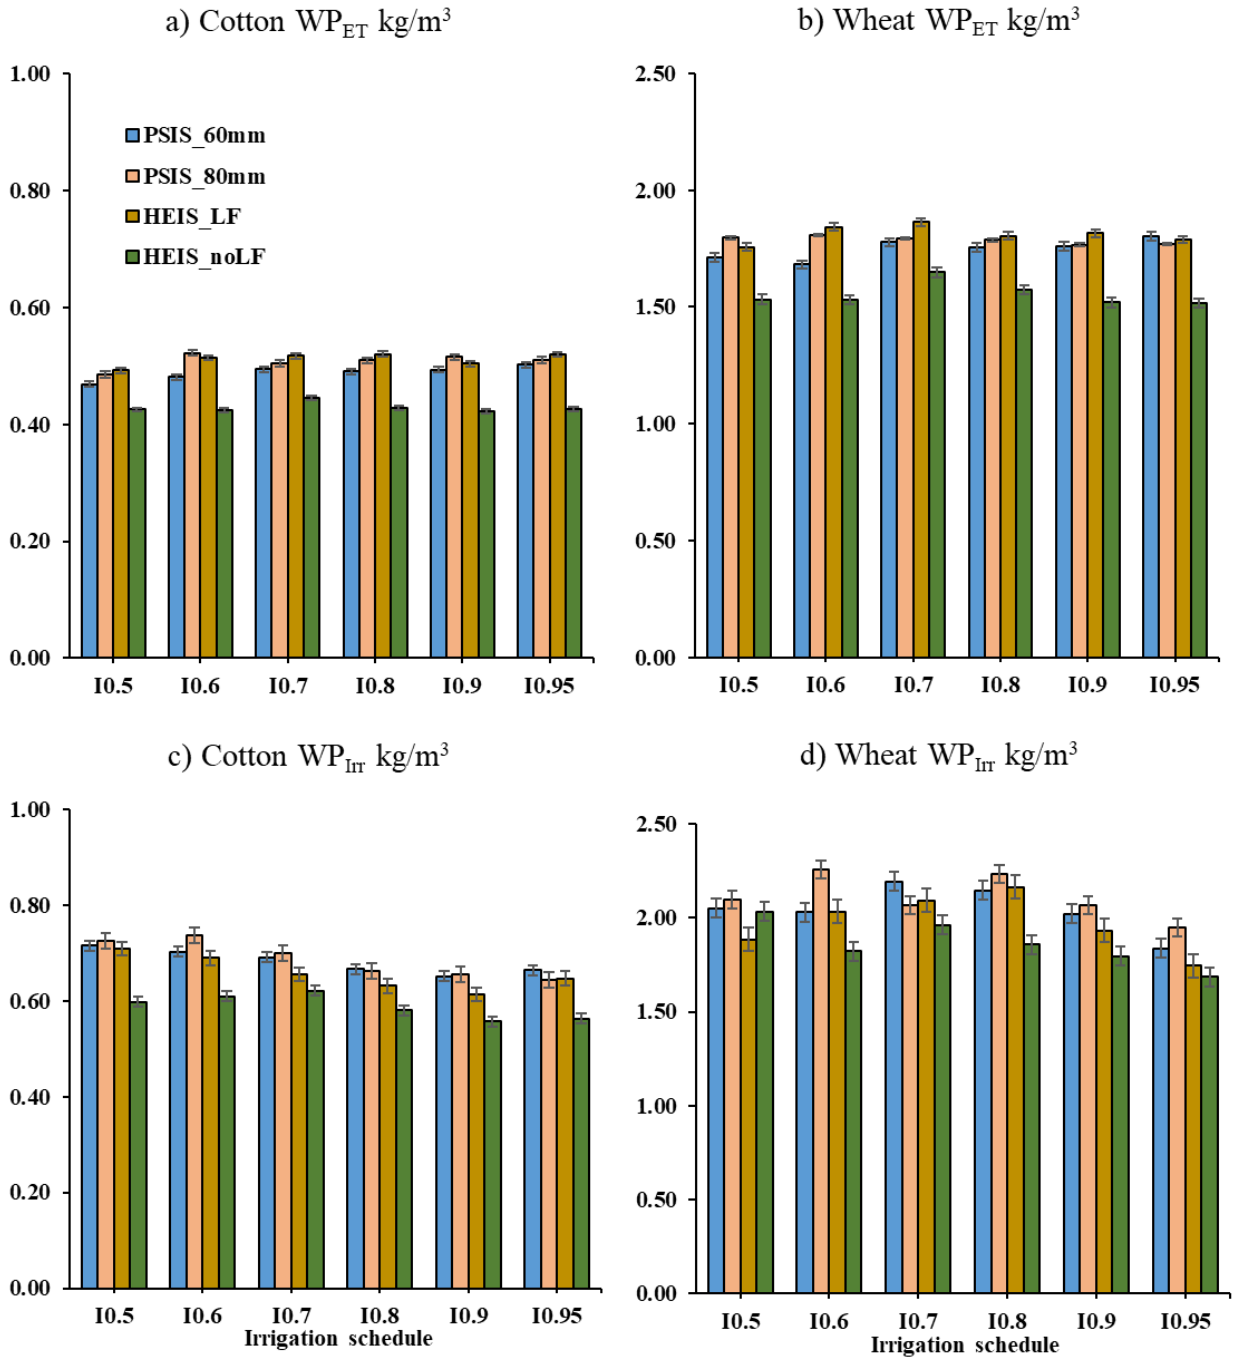 a) Cotton WP_ET kg/m³
1.00
0.80
0.60
0.40
0.20
0.00
PSIS_60mm
PSIS_80mm
HEIS_LF
HEIS_noLF
I0.5 I0.6 I0.7 I0.8 I0.9 I0.95
b) Wheat WP_ET kg/m³
2.50
2.00
1.50
1.00
0.50
0.00
I0.5 I0.6 I0.7 I0.8 I0.9 I0.95
c) Cotton WP_Irr kg/m³
1.00
0.80
0.60
0.40
0.20
0.00
I0.5 I0.6 I0.7 I0.8 I0.9 I0.95
Irrigation schedule
d) Wheat WP_Irr kg/m³
2.50
2.00
1.50
1.00
0.50
0.00
I0.5 I0.6 I0.7 I0.8 I0.9 I0.95
Irrigation schedule